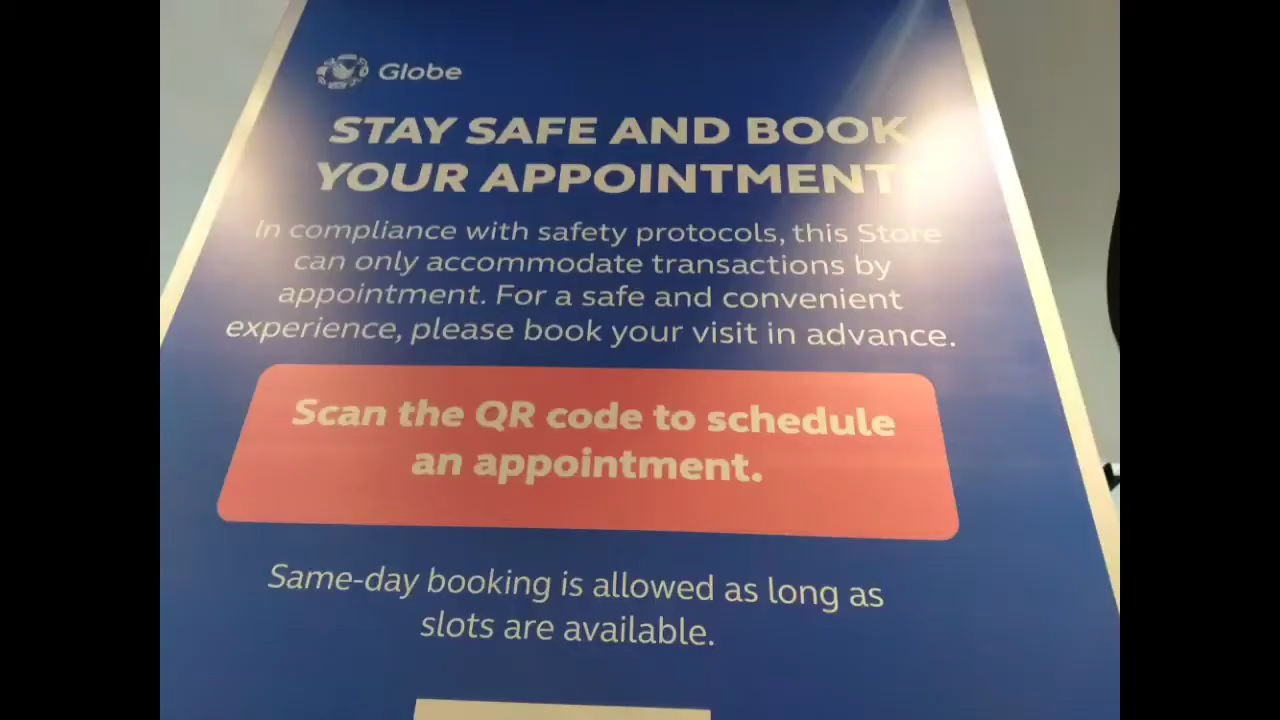 Globe
STAY SAFE AND BOOK
YOUR APPOINTMENT
In compliance with safety protocols, this Store
can only accommodate transactions by
appointment. For a safe and convenient
experience, please book your visit in advance.
Scan the QR code to schedule
an appointment.
Same-day booking is allowed as long as
slots are available.